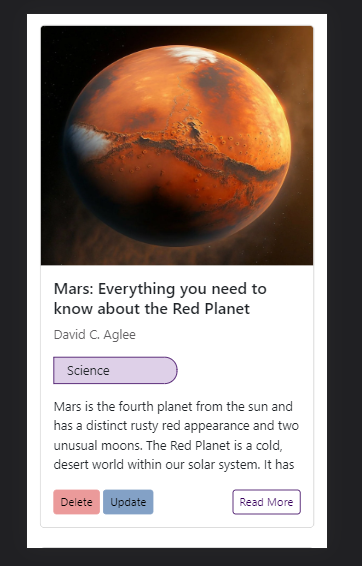 Mars: Everything you need to
know about the Red Planet
David C. Aglee
Science
Mars is the fourth planet from the sun and
has a distinct rusty red appearance and two
unusual moons. The Red Planet is a cold,
desert world within our solar system. It has
Delete Update Read More